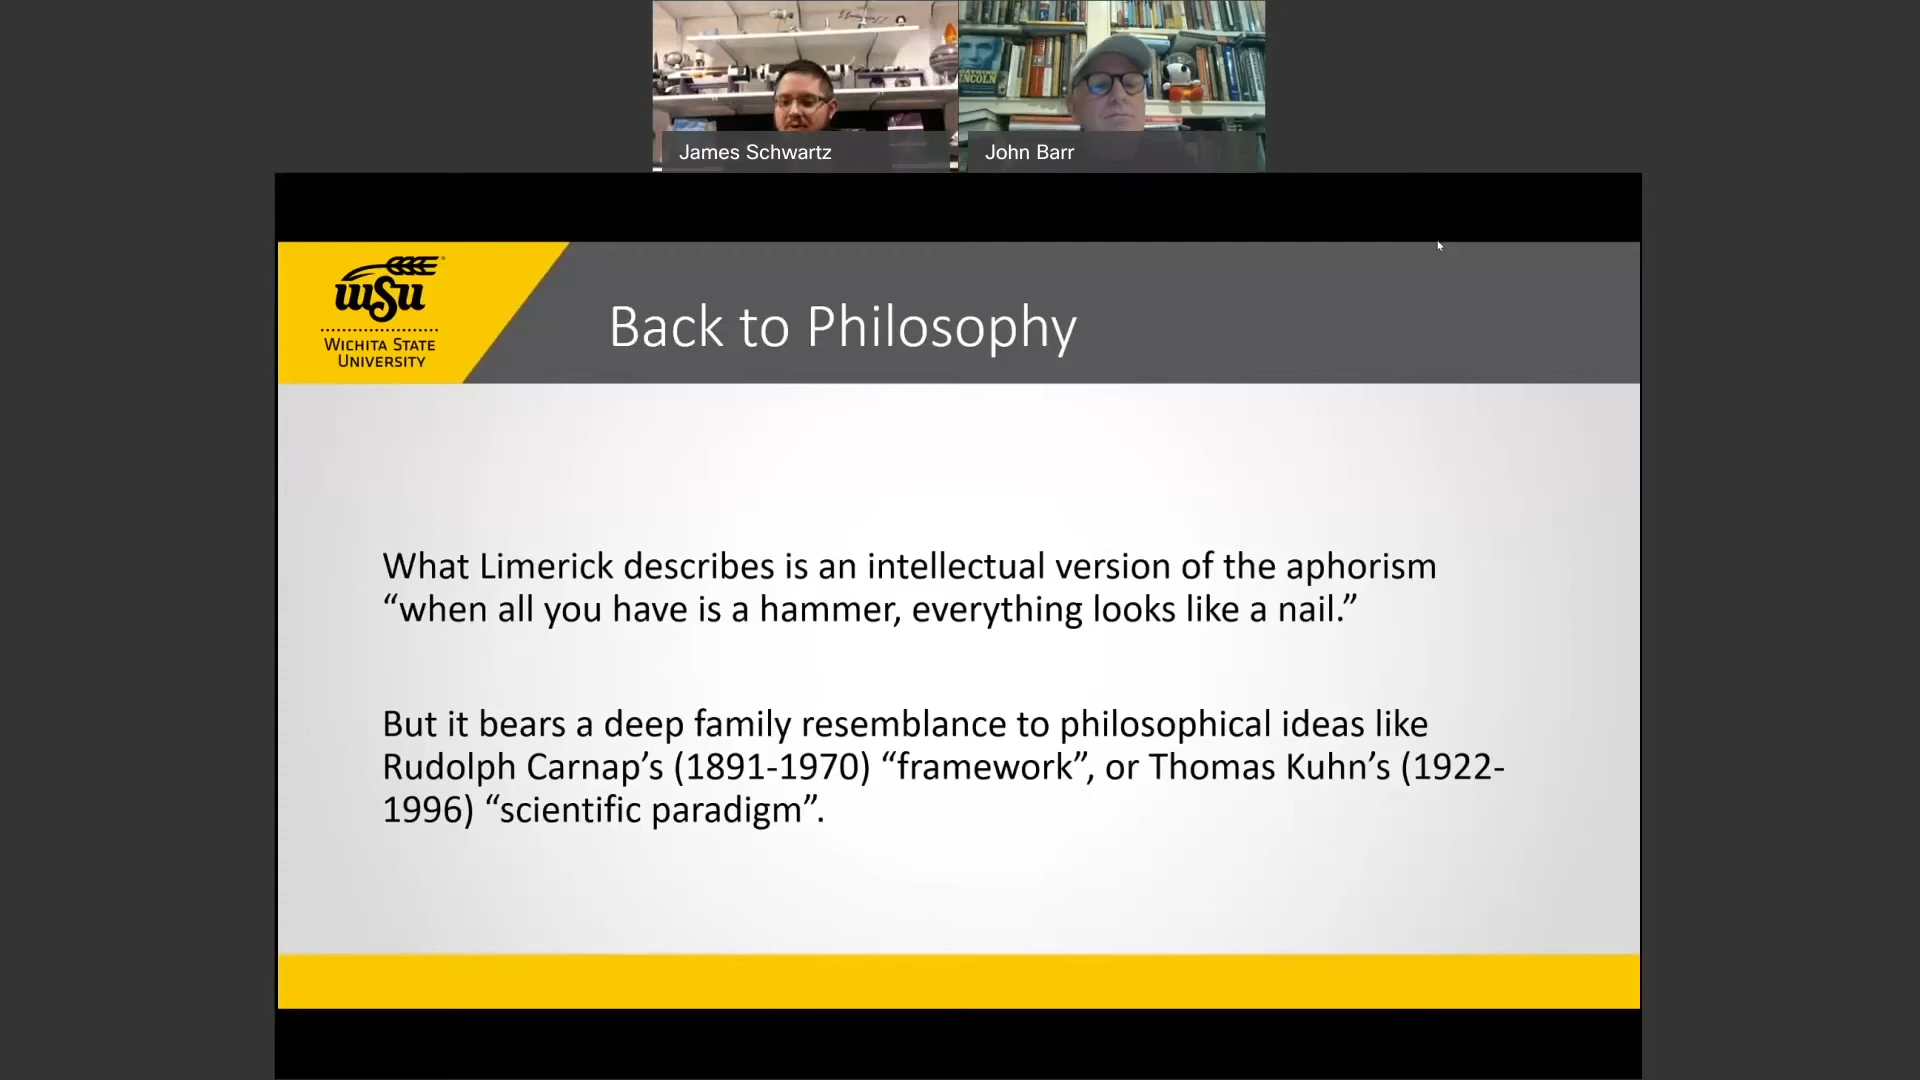 LINCOLN
James Schwartz
John Barr
wSu
WICHITA STATE
UNIVERSITY
Back to Philosophy
What Limerick describes is an intellectual version of the aphorism
“when all you have is a hammer, everything looks like a nail.”
But it bears a deep family resemblance to philosophical ideas like
Rudolph Carnap’s (1891-1970) “framework”, or Thomas Kuhn’s (1922-
1996) “scientific paradigm”.